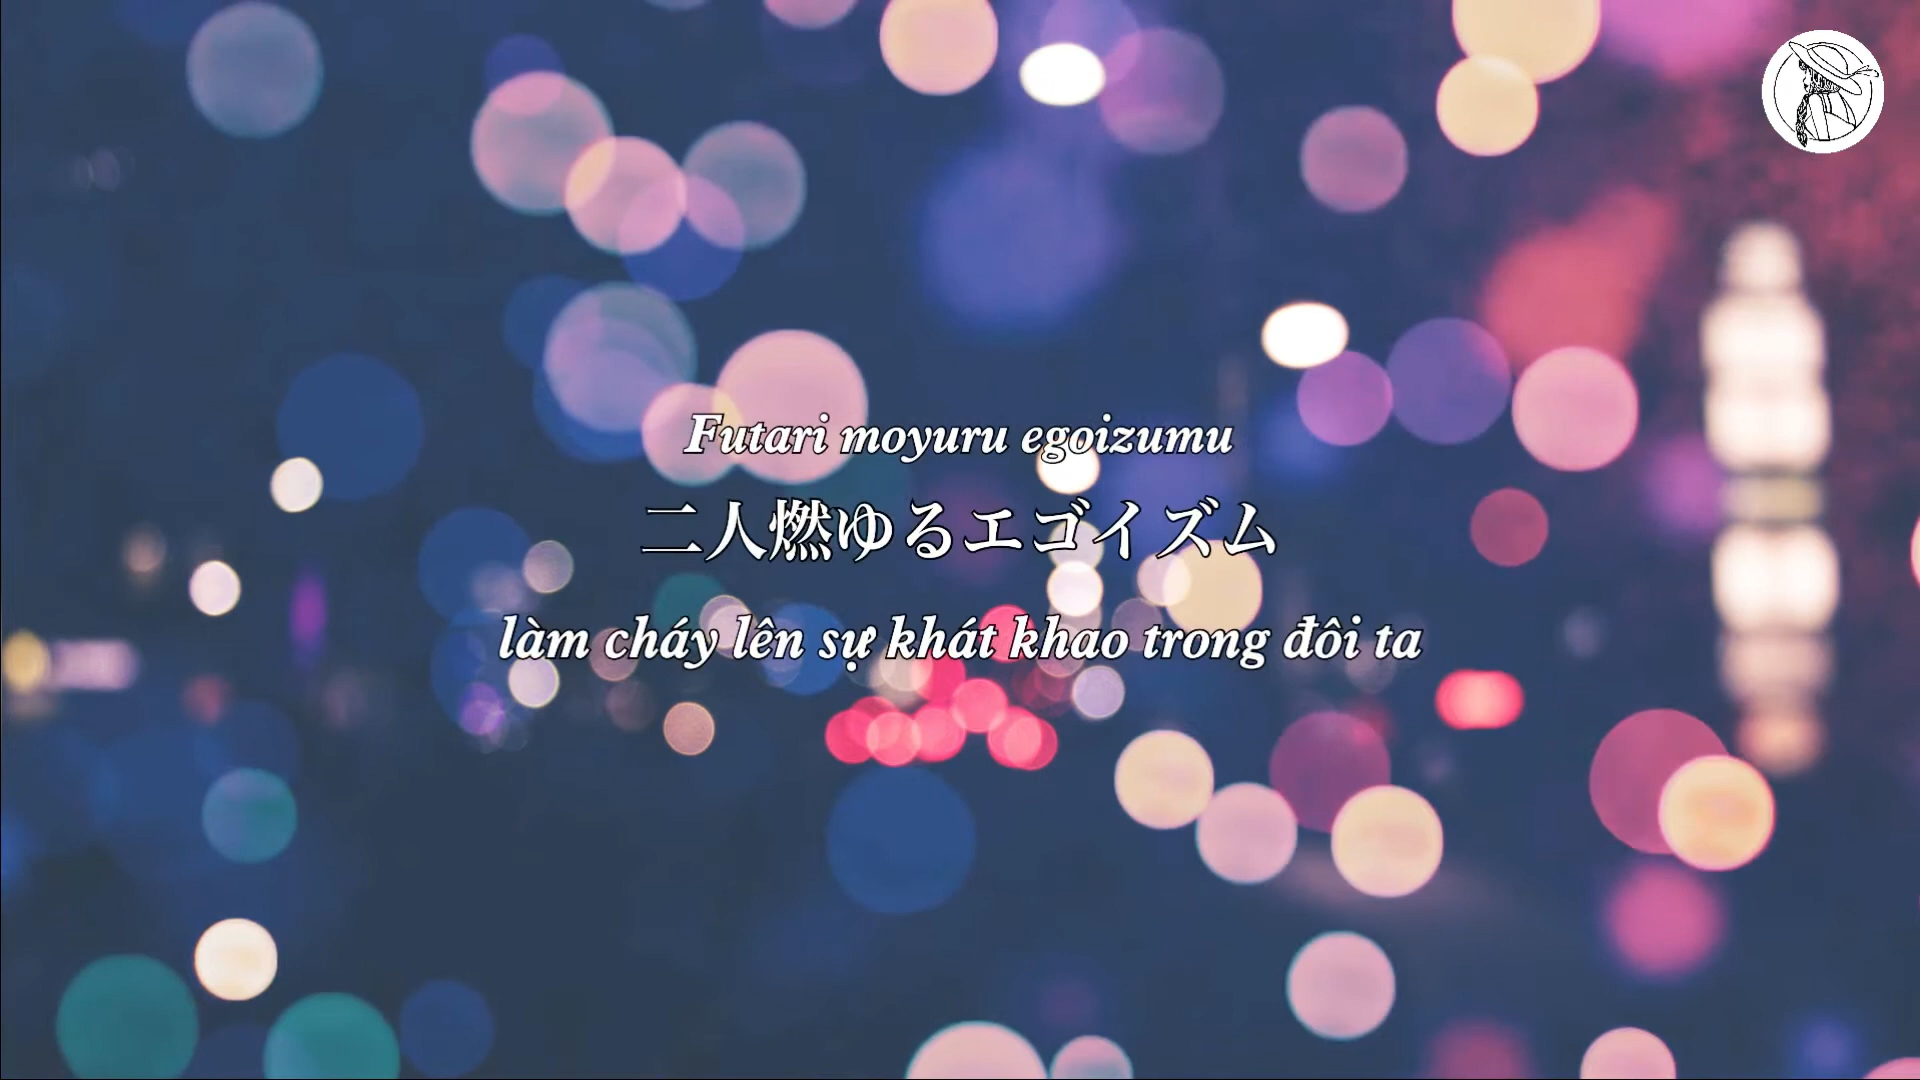 Futari moyuru egoizumu
二人燃ゆるエゴイズム
làm cháy lên sự khát khao trong đôi ta